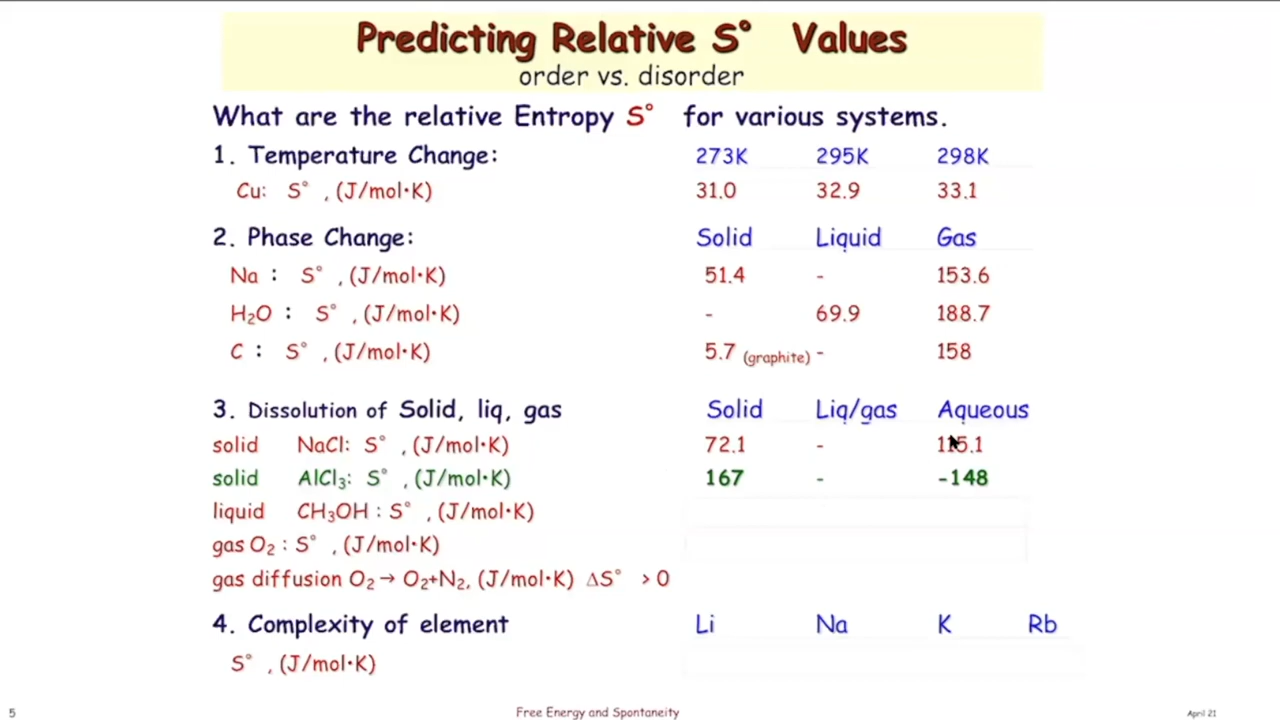 Predicting Relative S° Values
order vs. disorder
What are the relative Entropy S° for various systems.
1. Temperature Change: 273K 295K 298K
Cu: S° , (J/mol·K) 31.0 32.9 33.1
2. Phase Change: Solid Liquid Gas
Na : S° , (J/mol·K) 51.4 - 153.6
H₂O : S° , (J/mol·K) - 69.9 188.7
C : S° , (J/mol·K) 5.7 (graphite) - 158
3. Dissolution of Solid, liq, gas Solid Liq/gas Aqueous
solid NaCl: S° , (J/mol·K) 72.1 - 115.1
solid AlCl₃: S° , (J/mol·K) 167 - -148
liquid CH₃OH : S° , (J/mol·K)
gas O₂ : S° , (J/mol·K)
gas diffusion O₂ → O₂+N₂, (J/mol·K) ΔS° > 0
4. Complexity of element Li Na K Rb
S° , (J/mol·K)
5 Free Energy and Spontaneity April 21